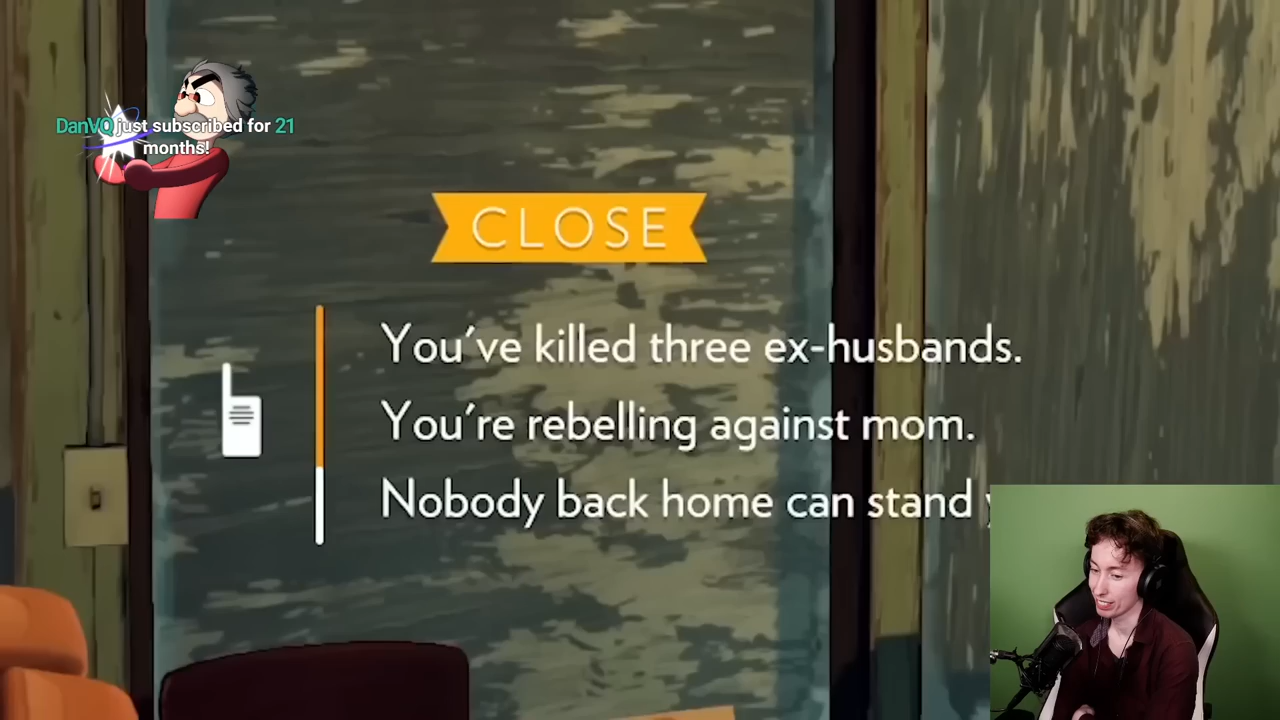 DanVQ just subscribed for 21
months!
CLOSE
You've killed three ex-husbands.
You're rebelling against mom.
Nobody back home can stand